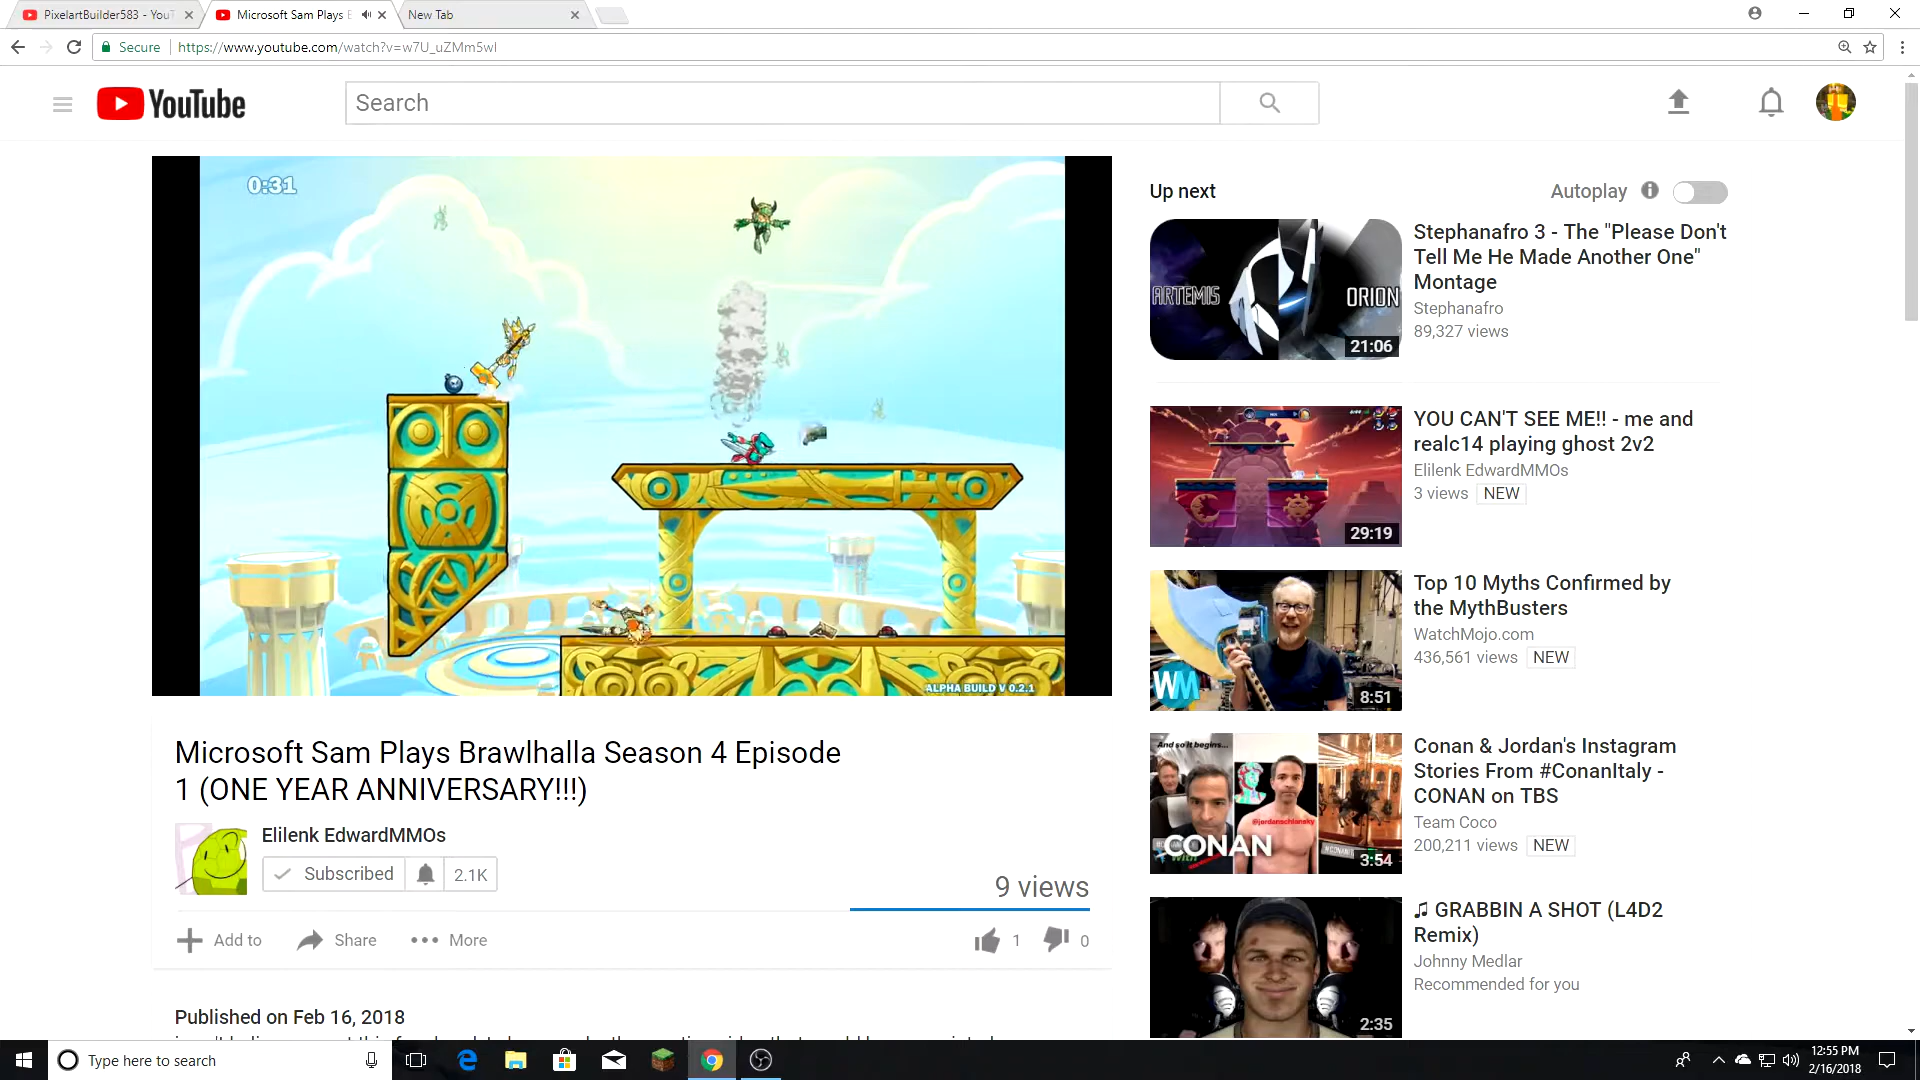 PixelartBuilder583 - YouT
Microsoft Sam Plays B
New Tab
Secure
https://www.youtube.com/watch?v=w7U_uZMm5wI
YouTube
Search
0:31
ALPHA BUILD V 0.2.1
Up next
Autoplay
ARTEMIS
ORION
21:06
Stephanafro 3 - The "Please Don't
Tell Me He Made Another One"
Montage
Stephanafro
89,327 views
29:19
YOU CAN'T SEE ME!! - me and
realc14 playing ghost 2v2
Elilenk EdwardMMOs
3 views NEW
WM
8:51
Top 10 Myths Confirmed by
the MythBusters
WatchMojo.com
436,561 views NEW
And so it begins...
@jordanschlansky
CONAN
3:54
Conan & Jordan's Instagram
Stories From #ConanItaly -
CONAN on TBS
Team Coco
200,211 views NEW
2:35
♫ GRABBIN A SHOT (L4D2
Remix)
Johnny Medlar
Recommended for you
Microsoft Sam Plays Brawlhalla Season 4 Episode
1 (ONE YEAR ANNIVERSARY!!!)
Elilenk EdwardMMOs
Subscribed 2.1K
9 views
Add to Share More
1 0
Published on Feb 16, 2018
Type here to search
12:55 PM
2/16/2018